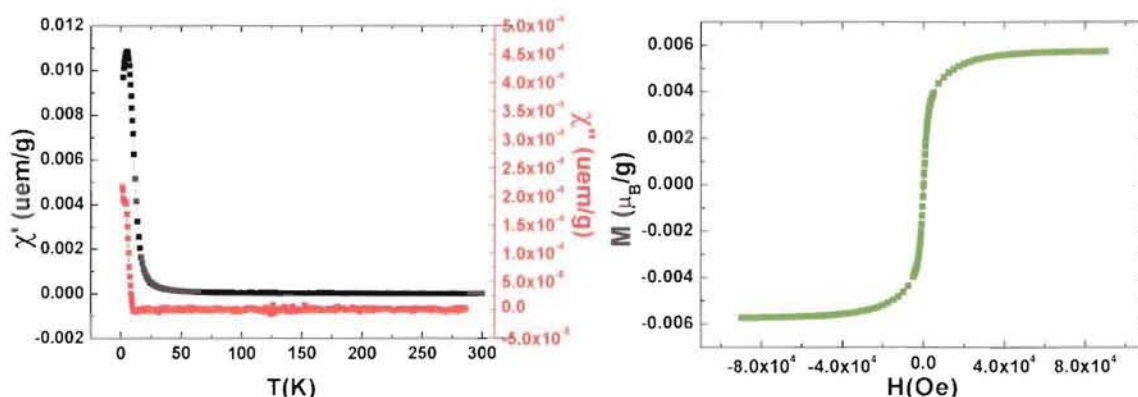 0.012
0.010
0.008
0.006
0.004
0.002
0.000
-0.002
χ' (uem/g)
0 50 100 150 200 250 300
T(K)
5.0x10⁻⁴
4.5x10⁻⁴
4.0x10⁻⁴
3.5x10⁻⁴
3.0x10⁻⁴
2.5x10⁻⁴
2.0x10⁻⁴
1.5x10⁻⁴
1.0x10⁻⁴
5.0x10⁻⁵
0.0
-5.0x10⁻⁵
χ'' (uem/g)
0.006
0.004
0.002
0.000
-0.002
-0.004
-0.006
M (μ_B/g)
-8.0x10⁴ -4.0x10⁴ 0.0 4.0x10⁴ 8.0x10⁴
H(Oe)